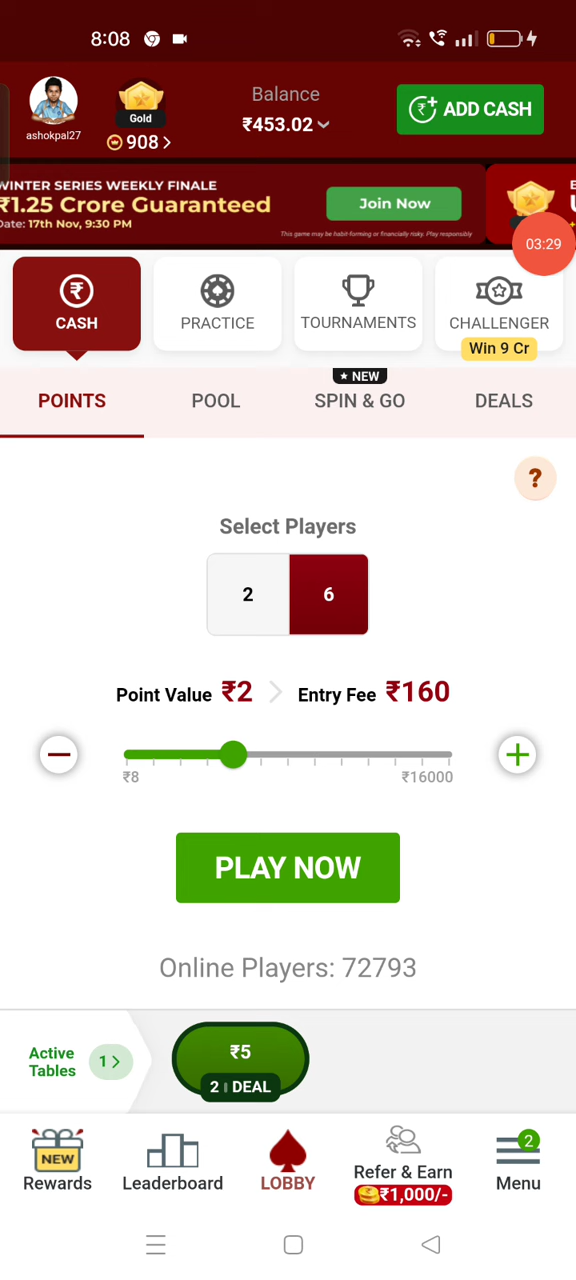 8:08
Balance
Gold
₹453.02
ADD CASH
ashokpal27
908 >
WINTER SERIES WEEKLY FINALE
₹1.25 Crore Guaranteed
Date: 17th Nov, 9:30 PM
Join Now
This game may be habit-forming or financially risky. Play responsibly
03:29
CASH
PRACTICE
TOURNAMENTS
CHALLENGER
Win 9 Cr
★ NEW
POINTS
POOL
SPIN & GO
DEALS
?
Select Players
2
6
Point Value ₹2 > Entry Fee ₹160
₹8
₹16000
PLAY NOW
Online Players: 72793
Active
Tables
1 >
₹5
2 | DEAL
NEW
2
Rewards
Leaderboard
LOBBY
Refer & Earn
₹1,000/-
Menu